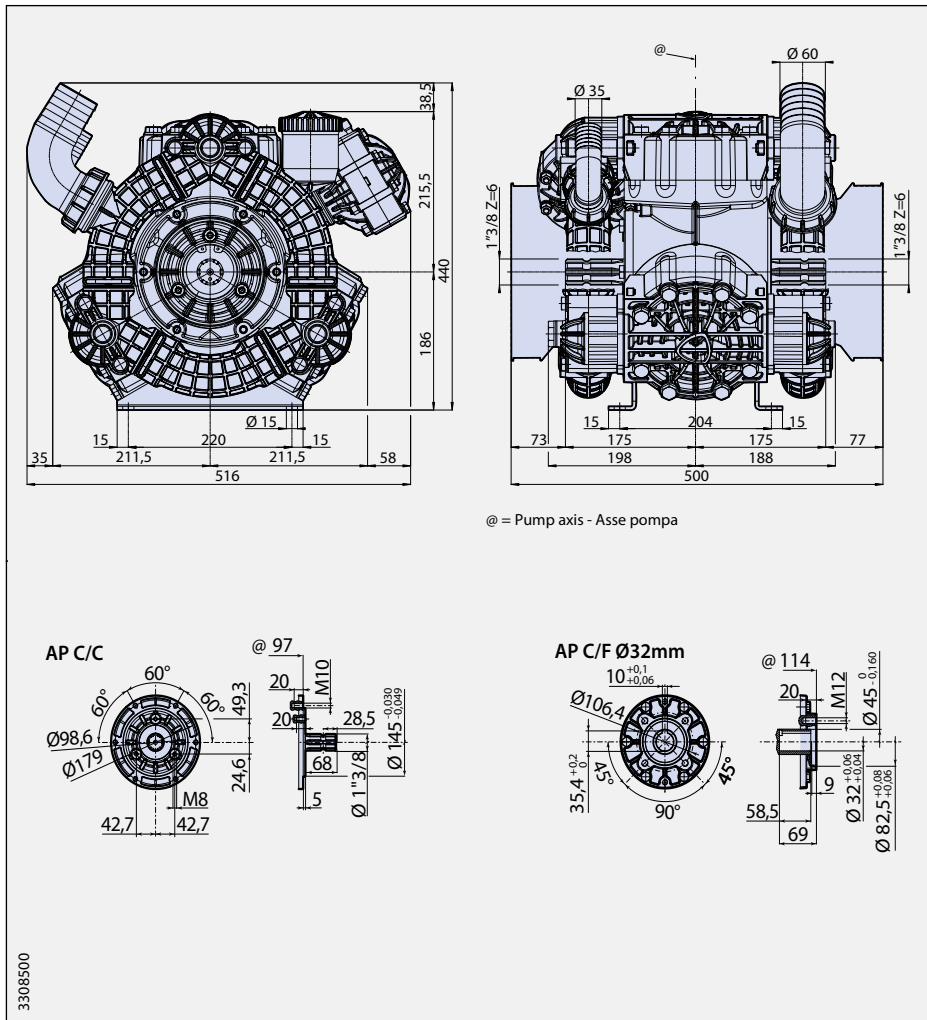 @
Ø 60
Ø 35
38,5
215,5
440
186
1"3/8 Z=6
1"3/8 Z=6
Ø 15
15
220
15
35
211,5
211,5
58
516
15
204
15
73
175
175
77
198
188
500
@ = Pump axis - Asse pompa
AP C/C
60°
60°
60°
49,3
24,6
Ø98,6
Ø179
M8
42,7
42,7
@ 97
20
M10
20
28,5
68
5
Ø 1"3/8
Ø 145 -0,030 -0,049
AP C/F Ø32mm
10 +0,1 +0,06
Ø106,4
35,4 +0,2 0
45°
90°
45°
@ 114
20
M12
Ø 45 0 -0,160
9
58,5
69
Ø 32 +0,06 +0,04
Ø 82,5 +0,08 +0,06
3308500